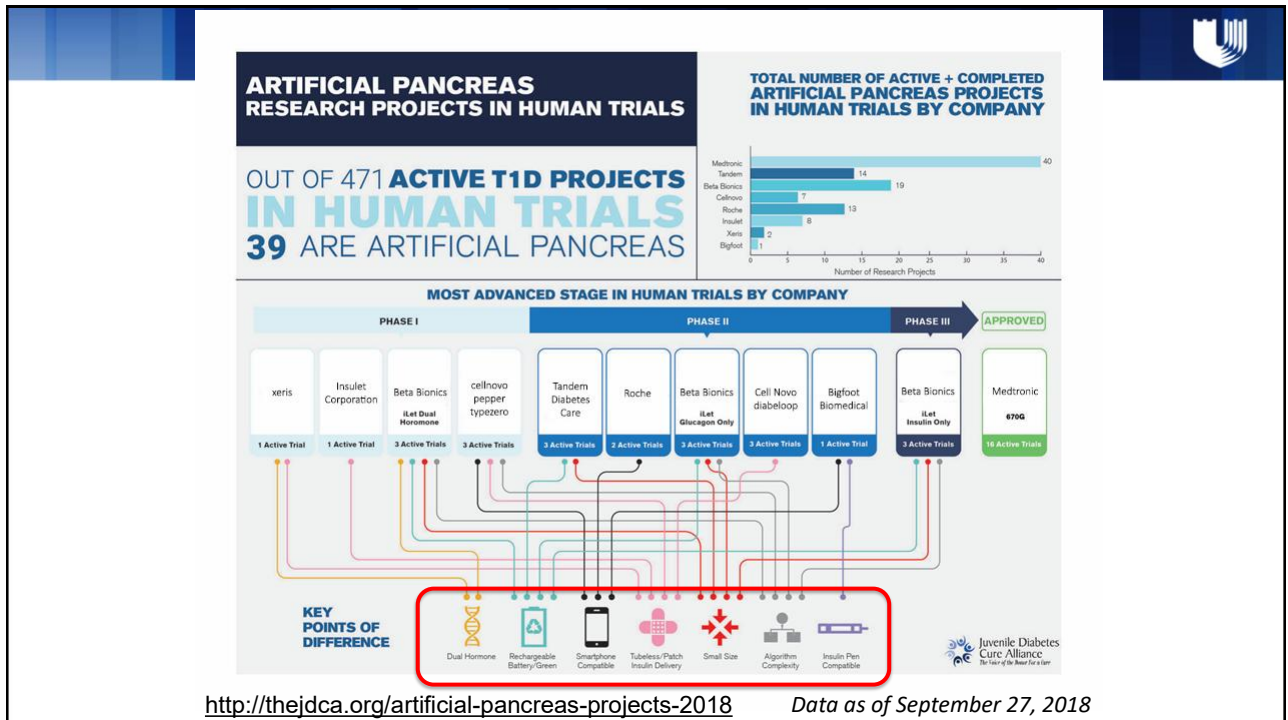 ARTIFICIAL PANCREAS
RESEARCH PROJECTS IN HUMAN TRIALS
OUT OF 471 ACTIVE T1D PROJECTS
IN HUMAN TRIALS
39 ARE ARTIFICIAL PANCREAS
TOTAL NUMBER OF ACTIVE + COMPLETED
ARTIFICIAL PANCREAS PROJECTS
IN HUMAN TRIALS BY COMPANY
Medtronic 40
Tandem 14
Beta Bionics 19
Cellnovo 7
Roche 13
Insulet 8
Xeris 2
Bigfoot 1
0 5 10 15 20 25 30 35 40
Number of Research Projects
MOST ADVANCED STAGE IN HUMAN TRIALS BY COMPANY
PHASE I
PHASE II
PHASE III
APPROVED
xeris
1 Active Trial
Insulet
Corporation
1 Active Trial
Beta Bionics
iLet Dual
Horomone
3 Active Trials
cellnovo
pepper
typezero
3 Active Trials
Tandem
Diabetes
Care
3 Active Trials
Roche
2 Active Trials
Beta Bionics
iLet
Glucagon Only
3 Active Trials
Cell Novo
diabeloop
3 Active Trials
Bigfoot
Biomedical
1 Active Trial
Beta Bionics
iLet
Insulin Only
3 Active Trials
Medtronic
670G
16 Active Trials
KEY
POINTS OF
DIFFERENCE
Dual Hormone
Rechargeable
Battery/Green
Smartphone
Compatible
Tubeless/Patch
Insulin Delivery
Small Size
Algorithm
Complexity
Insulin Pen
Compatible
Juvenile Diabetes
Cure Alliance
The Voice of the Donor For a Cure
http://thejdca.org/artificial-pancreas-projects-2018
Data as of September 27, 2018